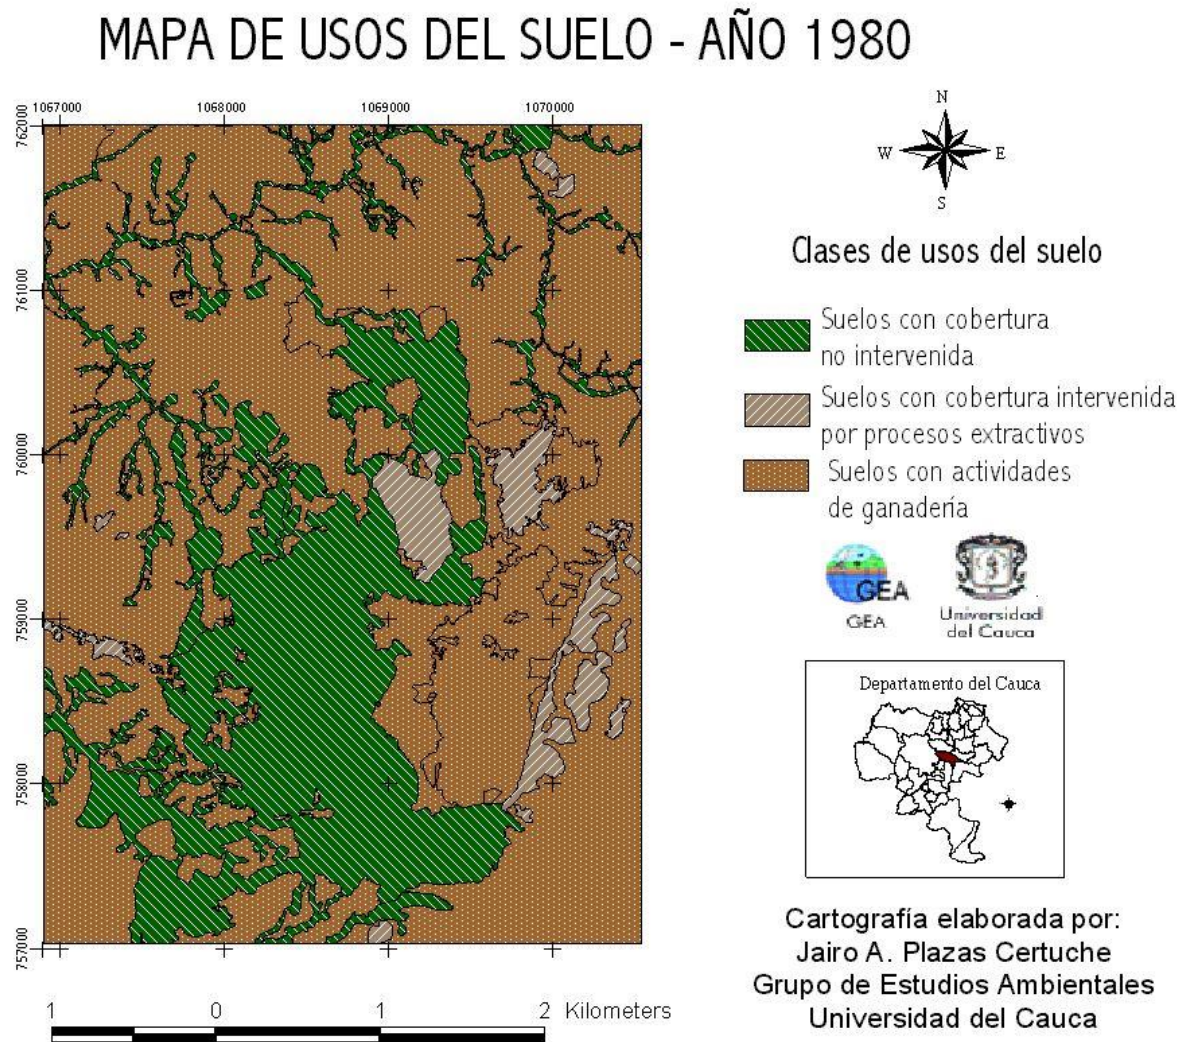 MAPA DE USOS DEL SUELO - AÑO 1980
1067000 1068000 1069000 1070000
762000
761000
760000
759000
758000
757000
1 0 1 2 Kilometers
N
W E
S
Clases de usos del suelo
Suelos con cobertura
no intervenida
Suelos con cobertura intervenida
por procesos extractivos
Suelos con actividades
de ganadería
GEA
GEA
Universidad
del Cauca
Departamento del Cauca
Cartografía elaborada por:
Jairo A. Plazas Certuche
Grupo de Estudios Ambientales
Universidad del Cauca